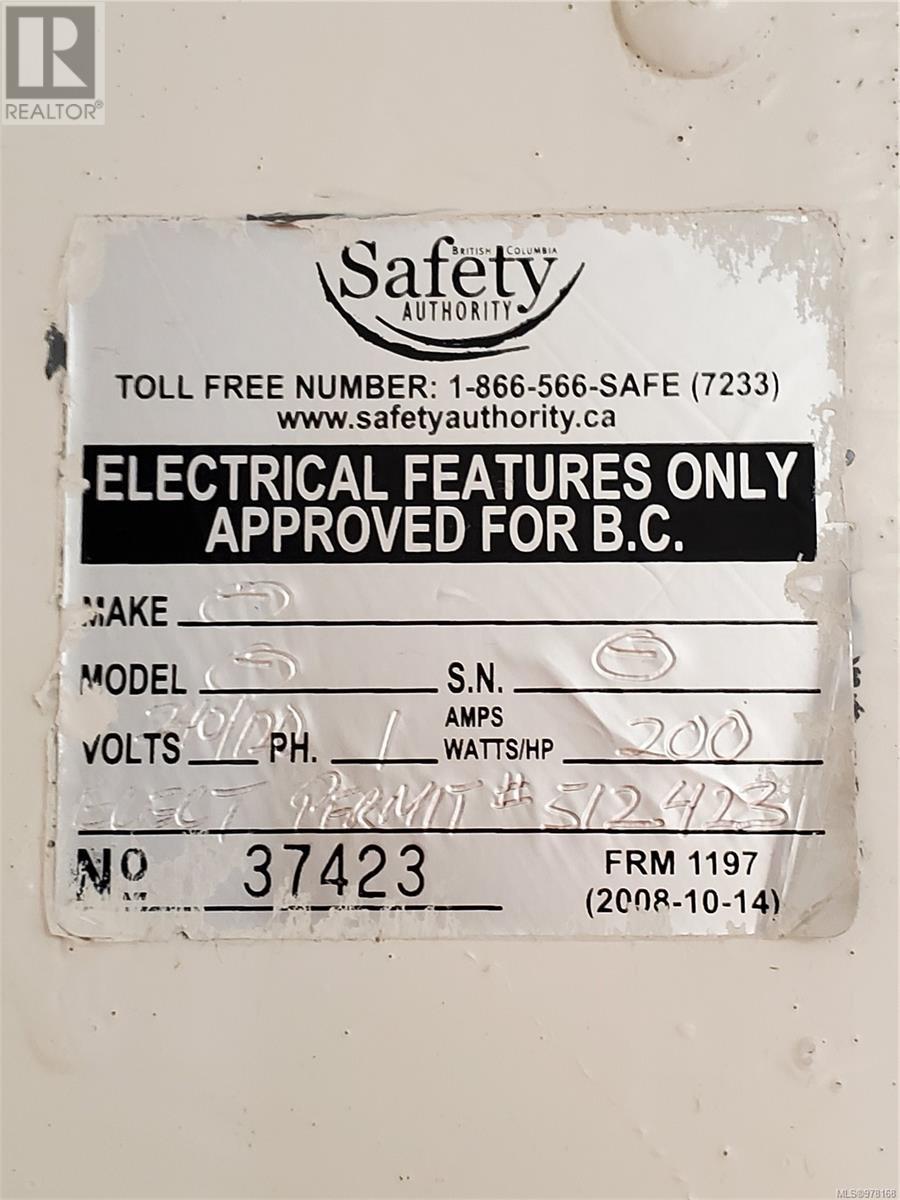 REALTOR®
BRITISH COLUMBIA
Safety
AUTHORITY
TOLL FREE NUMBER: 1-866-566-SAFE (7233)
www.safetyauthority.ca
ELECTRICAL FEATURES ONLY
APPROVED FOR B.C.
MAKE
MODEL S.N.
VOLTS 240/120 PH. 1 AMPS WATTS/HP 200
ELECT PERMIT # 512423
No 37423 FRM 1197
(2008-10-14)
MLS®978168